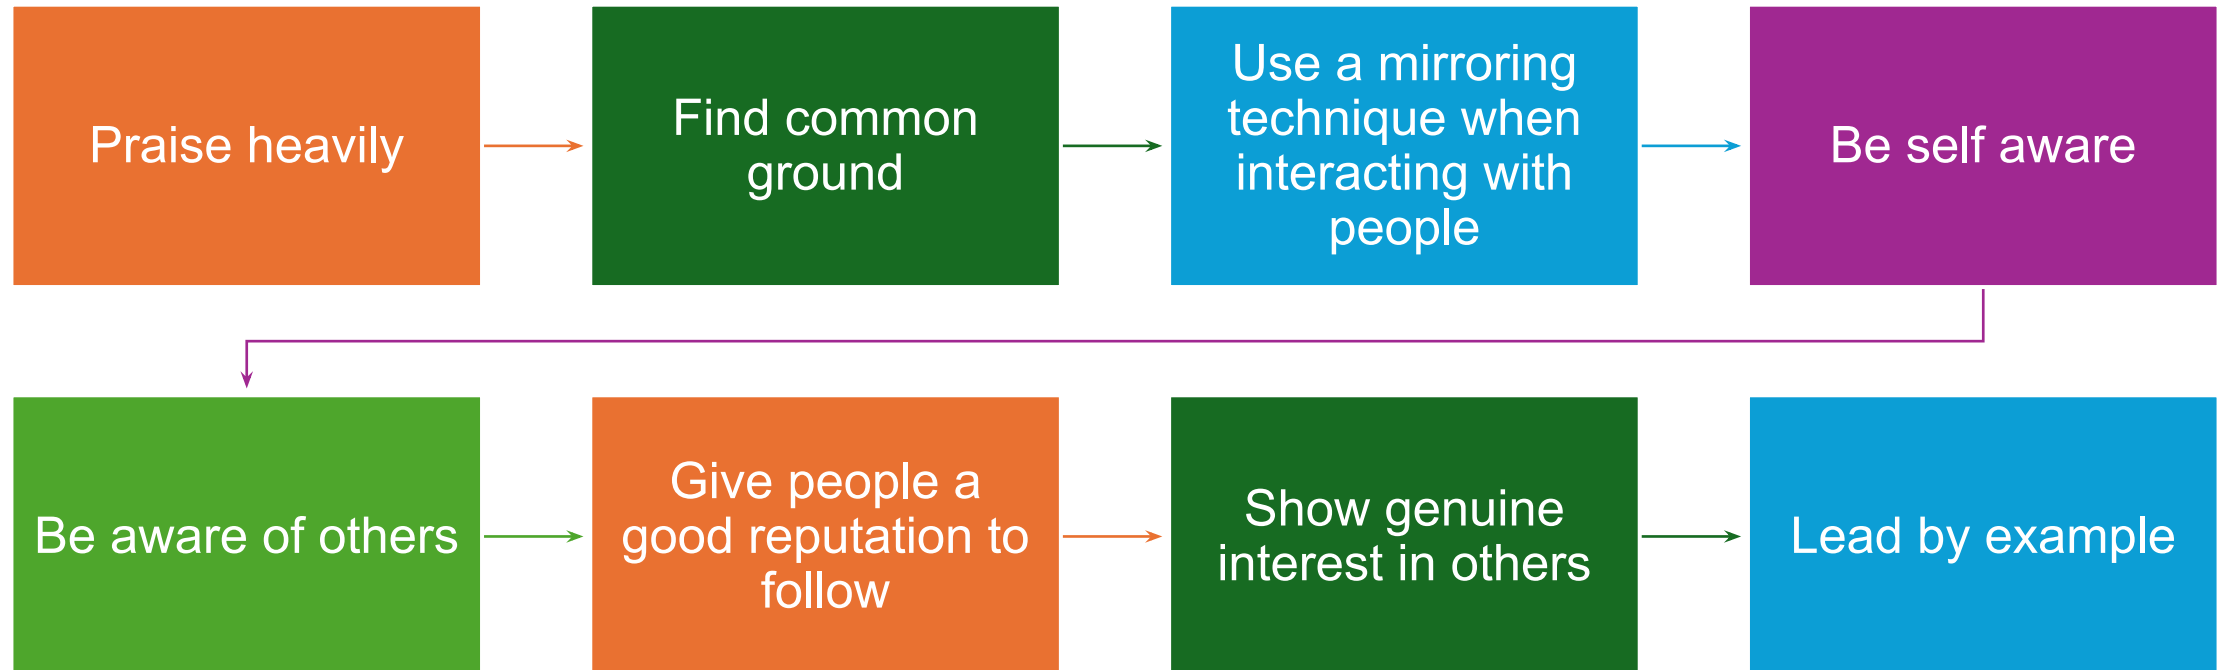 Praise heavily
Find common
ground
Use a mirroring
technique when
interacting with
people
Be self aware
Be aware of others
Give people a
good reputation to
follow
Show genuine
interest in others
Lead by example